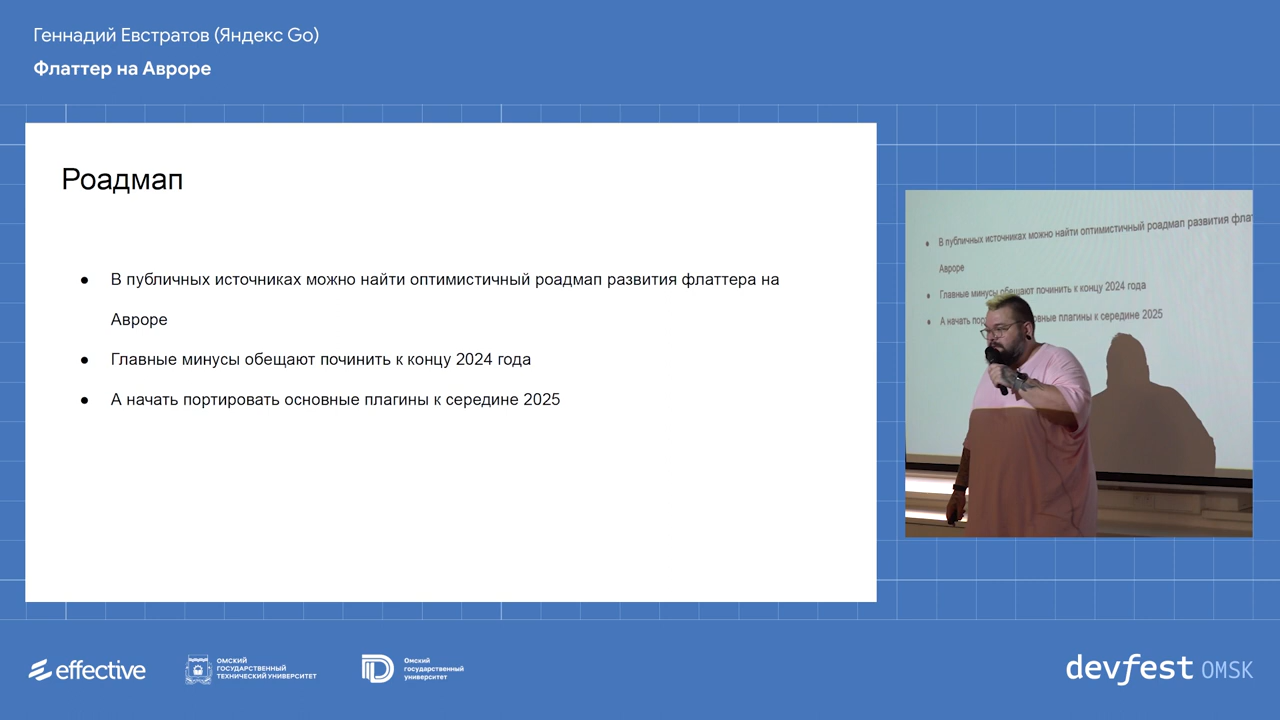 Геннадий Евстратов (Яндекс Go)
Флаттер на Авроре
Роадмап
● В публичных источниках можно найти оптимистичный роадмап развития флаттера на
Авроре
● Главные минусы обещают починить к концу 2024 года
● А начать портировать основные плагины к середине 2025
● В публичных источниках можно найти оптимистичный роадмап развития
Авроре
● Главные минусы обещают починить к концу 2024 года
● А начать плагины к середине 2025
effective
ОМСКИЙ
ГОСУДАРСТВЕННЫЙ
ТЕХНИЧЕСКИЙ УНИВЕРСИТЕТ
Омский
государственный
университет
devfest OMSK